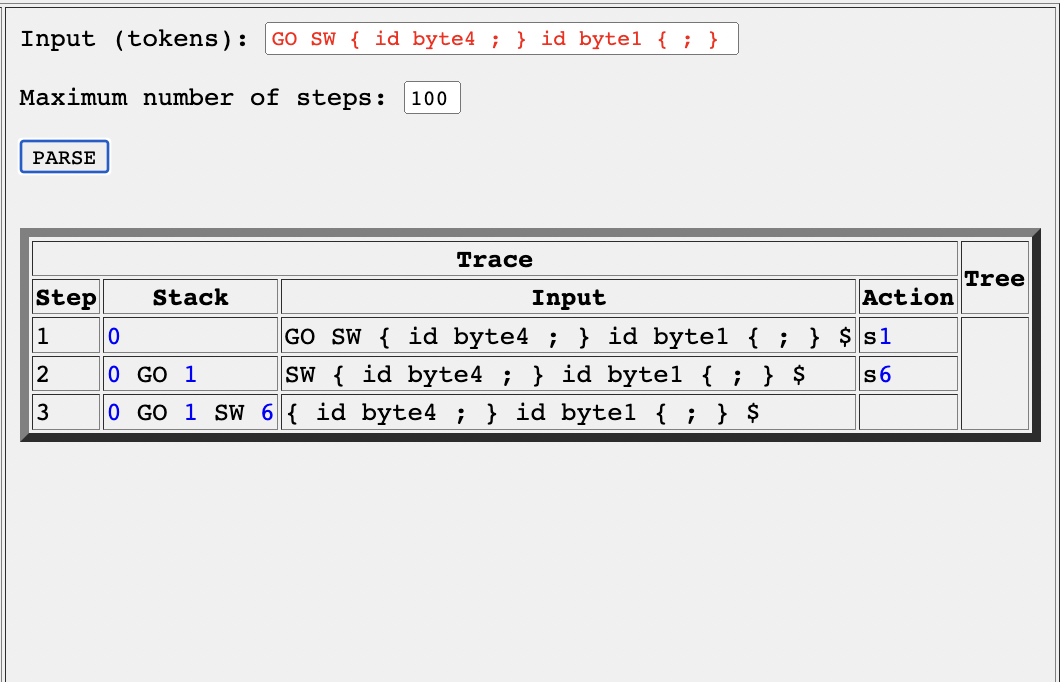 Input (tokens): GO SW { id byte4 ; } id byte1 { ; }
Maximum number of steps: 100
PARSE
Trace Tree
Step Stack Input Action
1 0 GO SW { id byte4 ; } id byte1 { ; } $ s1
2 0 GO 1 SW { id byte4 ; } id byte1 { ; } $ s6
3 0 GO 1 SW 6 { id byte4 ; } id byte1 { ; } $